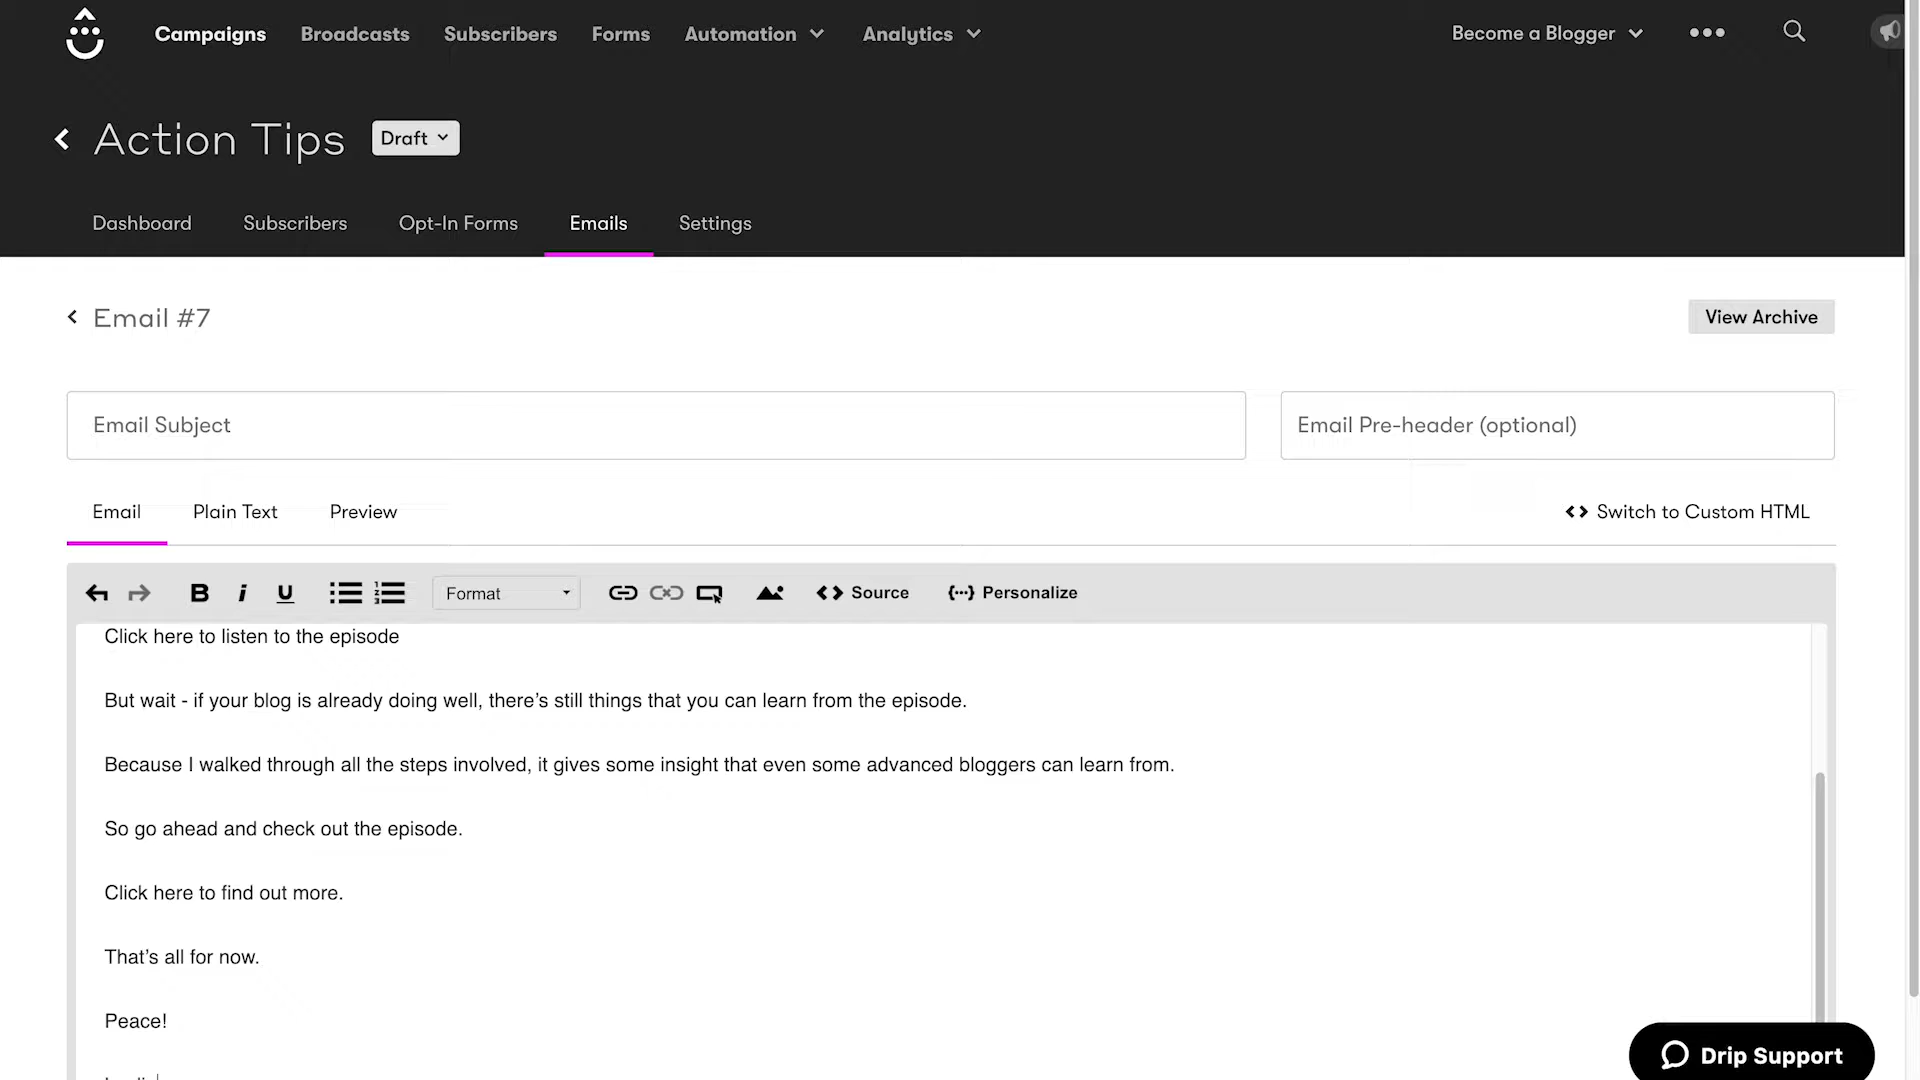 Campaigns Broadcasts Subscribers Forms Automation Analytics Become a Blogger
Action Tips Draft
Dashboard Subscribers Opt-In Forms Emails Settings
Email #7 View Archive
Email Subject Email Pre-header (optional)
Email Plain Text Preview <> Switch to Custom HTML
B i U Format <> Source {...} Personalize
Click here to listen to the episode
But wait - if your blog is already doing well, there’s still things that you can learn from the episode.
Because I walked through all the steps involved, it gives some insight that even some advanced bloggers can learn from.
So go ahead and check out the episode.
Click here to find out more.
That’s all for now.
Peace!
Drip Support